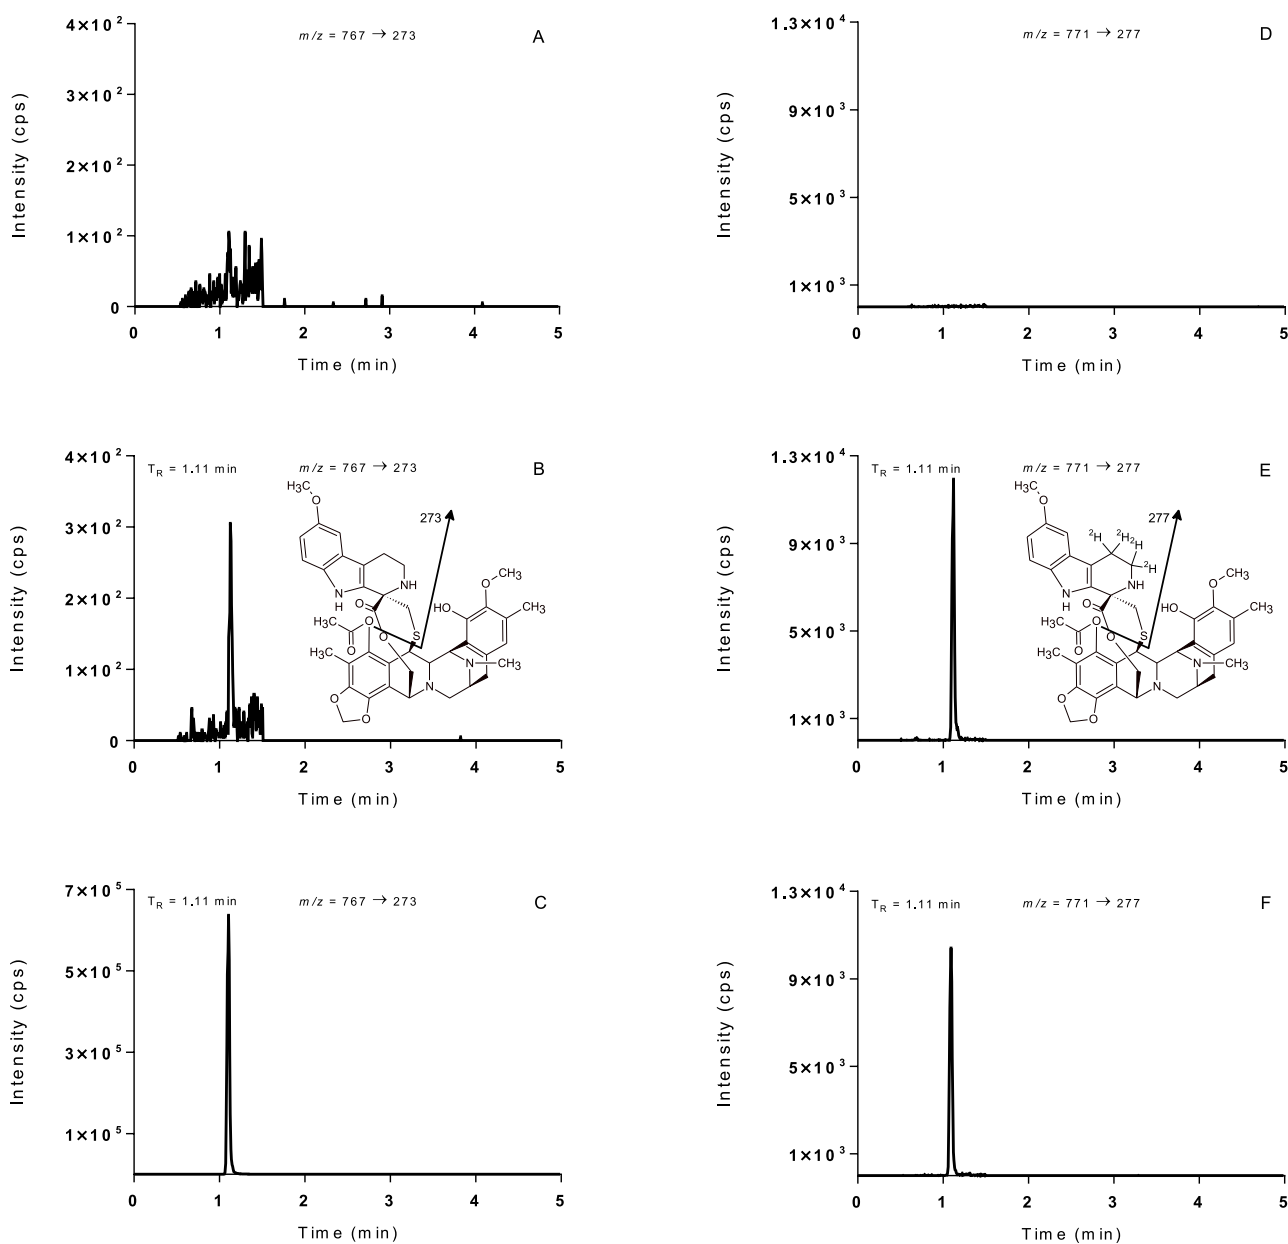 A
m/z = 767 → 273
4×10²
3×10²
2×10²
1×10²
0
Intensity (cps)
0 1 2 3 4 5
Time (min)
D
m/z = 771 → 277
1.3×10⁴
9×10³
5×10³
1×10³
Intensity (cps)
0 1 2 3 4 5
Time (min)
B
T_R = 1.11 min
m/z = 767 → 273
4×10²
3×10²
2×10²
1×10²
0
Intensity (cps)
H₃C
O
273
NH
N
H
O
CH₃
HO
CH₃
O
H₃C
O
S
O
O
H₃C
N
CH₃
N
O
O
0 1 2 3 4 5
Time (min)
E
T_R = 1.11 min
m/z = 771 → 277
1.3×10⁴
9×10³
5×10³
1×10³
Intensity (cps)
H₃C
O
277
²H
²H
²H
²H
NH
N
H
O
CH₃
HO
CH₃
O
H₃C
O
S
O
O
H₃C
N
CH₃
N
O
O
0 1 2 3 4 5
Time (min)
C
T_R = 1.11 min
m/z = 767 → 273
7×10⁵
5×10⁵
3×10⁵
1×10⁵
Intensity (cps)
0 1 2 3 4 5
Time (min)
F
T_R = 1.11 min
m/z = 771 → 277
1.3×10⁴
9×10³
5×10³
1×10³
Intensity (cps)
0 1 2 3 4 5
Time (min)